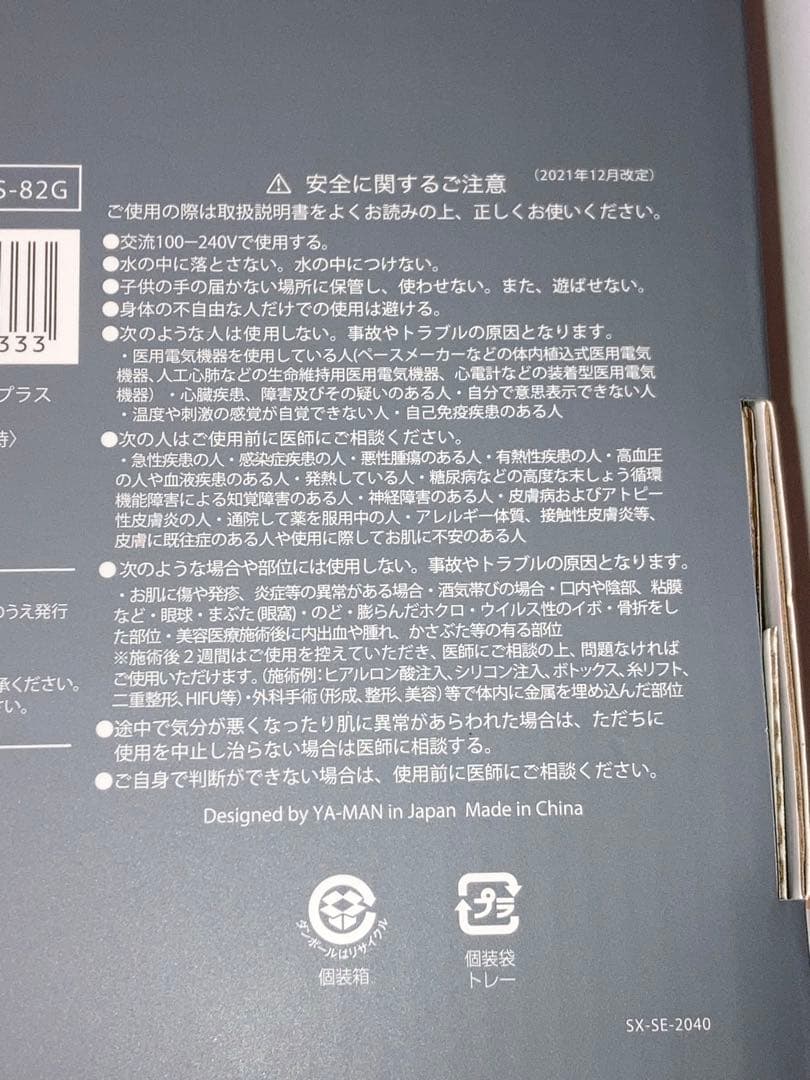 S-82G
333
プラス
時〉
のうえ発行
承ください。
さい。
⚠ 安全に関するご注意 (2021年12月改定)
ご使用の際は取扱説明書をよくお読みの上、正しくお使いください。
●交流100−240Vで使用する。
●水の中に落とさない。水の中につけない。
●子供の手の届かない場所に保管し、使わせない。また、遊ばせない。
●身体の不自由な人だけでの使用は避ける。
●次のような人は使用しない。事故やトラブルの原因となります。
・医用電気機器を使用している人(ペースメーカーなどの体内植込式医用電気
機器、人工心肺などの生命維持用医用電気機器、心電計などの装着型医用電気
機器)・心臓疾患、障害及びその疑いのある人・自分で意思表示できない人
・温度や刺激の感覚が自覚できない人・自己免疫疾患のある人
●次の人はご使用前に医師にご相談ください。
・急性疾患の人・感染症疾患の人・悪性腫瘍のある人・有熱性疾患の人・高血圧
の人や血液疾患のある人・発熱している人・糖尿病などの高度な末しょう循環
機能障害による知覚障害のある人・神経障害のある人・皮膚病およびアトピー
性皮膚炎の人・通院して薬を服用中の人・アレルギー体質、接触性皮膚炎等、
皮膚に既往症のある人や使用に際してお肌に不安のある人
●次のような場合や部位には使用しない。事故やトラブルの原因となります。
・お肌に傷や発疹、炎症等の異常がある場合・酒気帯びの場合・口内や陰部、粘膜
など・眼球・まぶた(眼窩)・のど・膨らんだホクロ・ウイルス性のイボ・骨折をし
た部位・美容医療施術後に内出血や腫れ、かさぶた等の有る部位
※施術後2週間はご使用を控えていただき、医師にご相談の上、問題なければ
ご使用いただけます。(施術例:ヒアルロン酸注入、シリコン注入、ボトックス、糸リフト、
二重整形、HIFU等)・外科手術(形成、整形、美容)等で体内に金属を埋め込んだ部位
●途中で気分が悪くなったり肌に異常があらわれた場合は、ただちに
使用を中止し治らない場合は医師に相談する。
●ご自身で判断ができない場合は、使用前に医師にご相談ください。
Designed by YA-MAN in Japan Made in China
ダンボールはリサイクル
個装箱
プラ
個装袋
トレー
SX-SE-2040